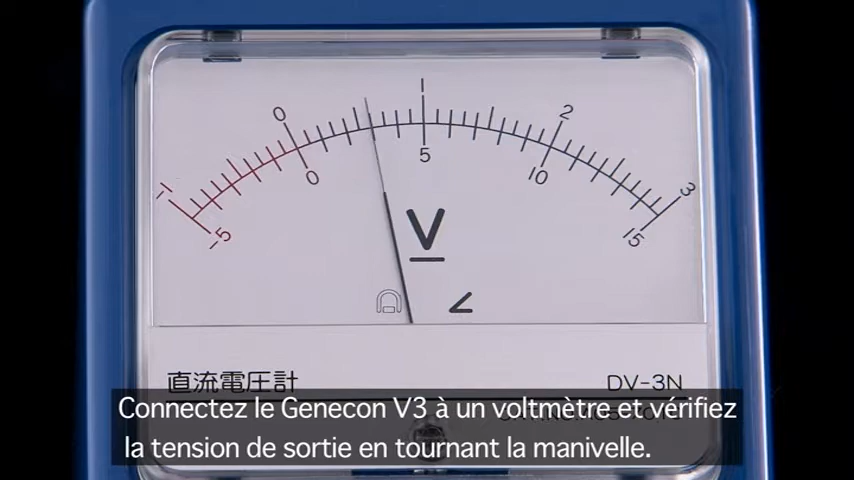 -1 0 1 2 3
-5 0 5 10 15
V
直流電圧計 DV-3N
Connectez le Genecon V3 à un voltmètre et vérifiez
la tension de sortie en tournant la manivelle.